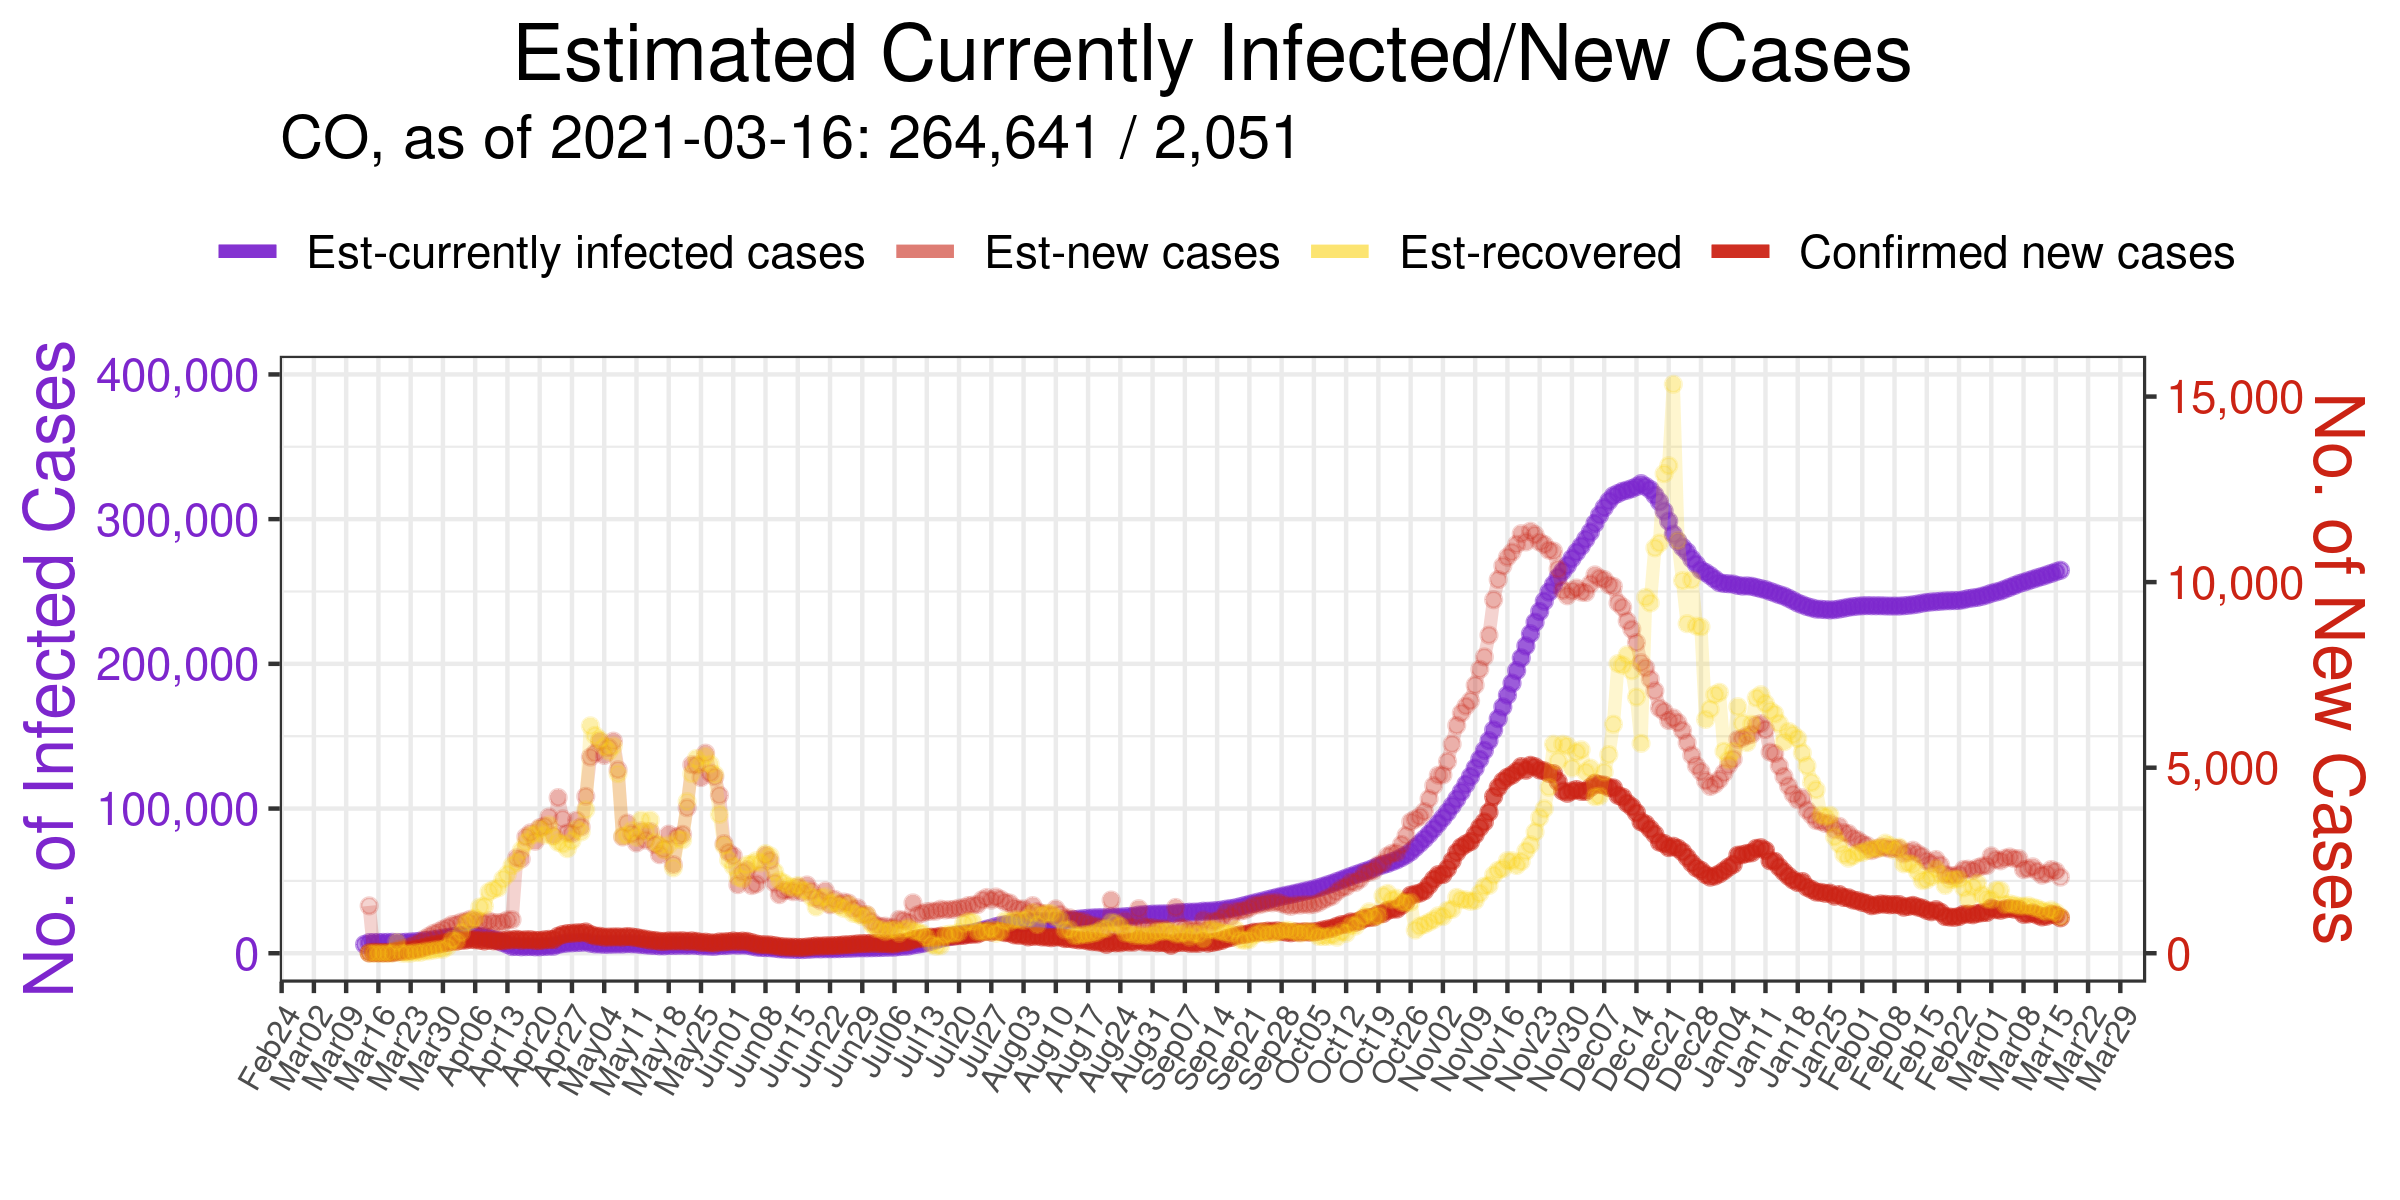 Estimated Currently Infected/New Cases
CO, as of 2021-03-16: 264,641 / 2,051
Est-currently infected cases Est-new cases Est-recovered Confirmed new cases
No. of Infected Cases
400,000
300,000
200,000
100,000
0
15,000
10,000
5,000
0
No. of New Cases
Feb24 Mar02 Mar09 Mar16 Mar23 Mar30 Apr06 Apr13 Apr20 Apr27 May04 May11 May18 May25 Jun01 Jun08 Jun15 Jun22 Jun29 Jul06 Jul13 Jul20 Jul27 Aug03 Aug10 Aug17 Aug24 Aug31 Sep07 Sep14 Sep21 Sep28 Oct05 Oct12 Oct19 Oct26 Nov02 Nov09 Nov16 Nov23 Nov30 Dec07 Dec14 Dec21 Dec28 Jan04 Jan11 Jan18 Jan25 Feb01 Feb08 Feb15 Feb22 Mar01 Mar08 Mar15 Mar22 Mar29